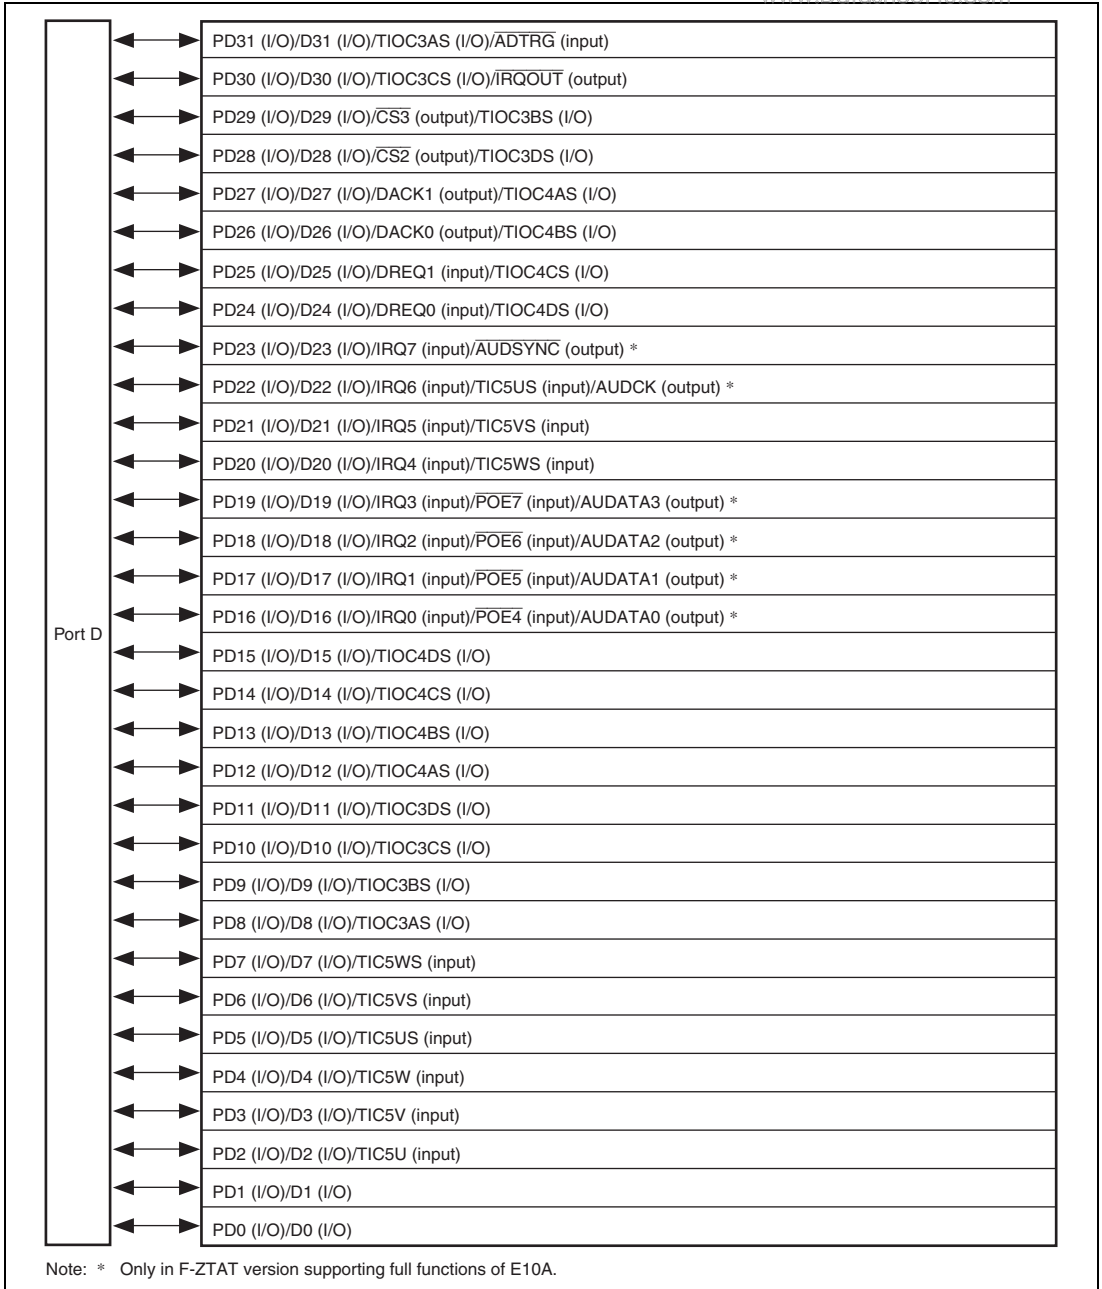 PD31 (I/O)/D31 (I/O)/TIOC3AS (I/O)/ADTRG (input)
PD30 (I/O)/D30 (I/O)/TIOC3CS (I/O)/IRQOUT (output)
PD29 (I/O)/D29 (I/O)/CS3 (output)/TIOC3BS (I/O)
PD28 (I/O)/D28 (I/O)/CS2 (output)/TIOC3DS (I/O)
PD27 (I/O)/D27 (I/O)/DACK1 (output)/TIOC4AS (I/O)
PD26 (I/O)/D26 (I/O)/DACK0 (output)/TIOC4BS (I/O)
PD25 (I/O)/D25 (I/O)/DREQ1 (input)/TIOC4CS (I/O)
PD24 (I/O)/D24 (I/O)/DREQ0 (input)/TIOC4DS (I/O)
PD23 (I/O)/D23 (I/O)/IRQ7 (input)/AUDSYNC (output) *
PD22 (I/O)/D22 (I/O)/IRQ6 (input)/TIC5US (input)/AUDCK (output) *
PD21 (I/O)/D21 (I/O)/IRQ5 (input)/TIC5VS (input)
PD20 (I/O)/D20 (I/O)/IRQ4 (input)/TIC5WS (input)
PD19 (I/O)/D19 (I/O)/IRQ3 (input)/POE7 (input)/AUDATA3 (output) *
PD18 (I/O)/D18 (I/O)/IRQ2 (input)/POE6 (input)/AUDATA2 (output) *
PD17 (I/O)/D17 (I/O)/IRQ1 (input)/POE5 (input)/AUDATA1 (output) *
PD16 (I/O)/D16 (I/O)/IRQ0 (input)/POE4 (input)/AUDATA0 (output) *
Port D
PD15 (I/O)/D15 (I/O)/TIOC4DS (I/O)
PD14 (I/O)/D14 (I/O)/TIOC4CS (I/O)
PD13 (I/O)/D13 (I/O)/TIOC4BS (I/O)
PD12 (I/O)/D12 (I/O)/TIOC4AS (I/O)
PD11 (I/O)/D11 (I/O)/TIOC3DS (I/O)
PD10 (I/O)/D10 (I/O)/TIOC3CS (I/O)
PD9 (I/O)/D9 (I/O)/TIOC3BS (I/O)
PD8 (I/O)/D8 (I/O)/TIOC3AS (I/O)
PD7 (I/O)/D7 (I/O)/TIC5WS (input)
PD6 (I/O)/D6 (I/O)/TIC5VS (input)
PD5 (I/O)/D5 (I/O)/TIC5US (input)
PD4 (I/O)/D4 (I/O)/TIC5W (input)
PD3 (I/O)/D3 (I/O)/TIC5V (input)
PD2 (I/O)/D2 (I/O)/TIC5U (input)
PD1 (I/O)/D1 (I/O)
PD0 (I/O)/D0 (I/O)
Note: * Only in F-ZTAT version supporting full functions of E10A.